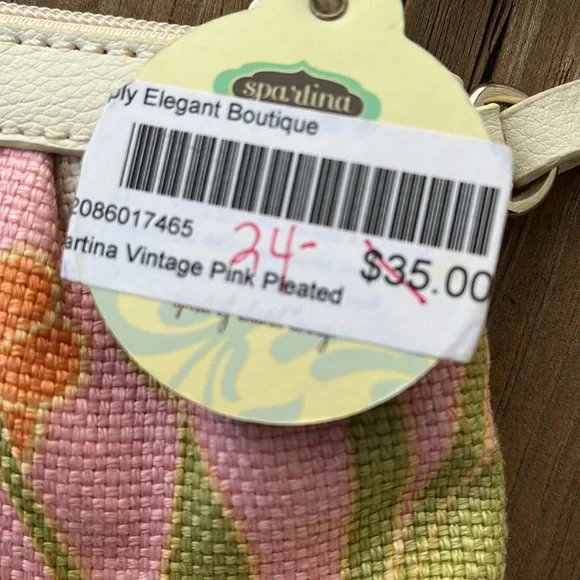 spartina
ply Elegant Boutique
2086017465
24-
$35.00
artina Vintage Pink Pleated